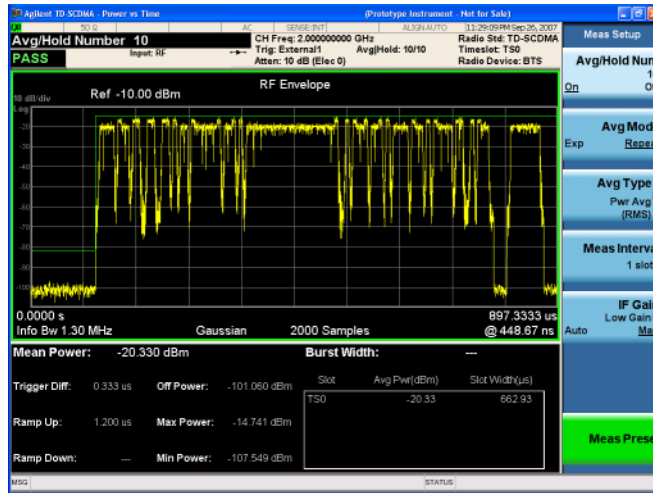 Agilent TD-SCDMA - Power vs Time (Prototype Instrument - Not for Sale)
50 Ω AC SENSE:INT ALIGN AUTO 11:29:09 PM Sep 26, 2007
Avg/Hold Number 10
CH Freq: 2.000000000 GHz
Radio Std: TD-SCDMA
Input: RF
Trig: External1
Avg|Hold: 10/10
Timeslot: TS0
PASS
Atten: 10 dB (Elec 0)
Radio Device: BTS
10 dB/div
Ref -10.00 dBm
RF Envelope
Log
-20
-30
-40
-50
-60
-70
-80
-90
-100
0.0000 s
897.3333 us
Info Bw 1.30 MHz
Gaussian
2000 Samples
@ 448.67 ns
Mean Power: -20.330 dBm
Burst Width: ---
Trigger Diff: 0.333 us
Off Power: -101.060 dBm
Ramp Up: 1.200 us
Max Power: -14.741 dBm
Ramp Down: ---
Min Power: -107.549 dBm
Slot Avg Pwr(dBm) Slot Width(µs)
TS0 -20.33 662.93
MSG
STATUS
Meas Setup
Avg/Hold Num
1
On O
Avg Mod
Exp Repea
Avg Type
Pwr Avg
(RMS)
Meas Interva
1 slot
IF Gai
Low Gain
Auto Ma
Meas Prese